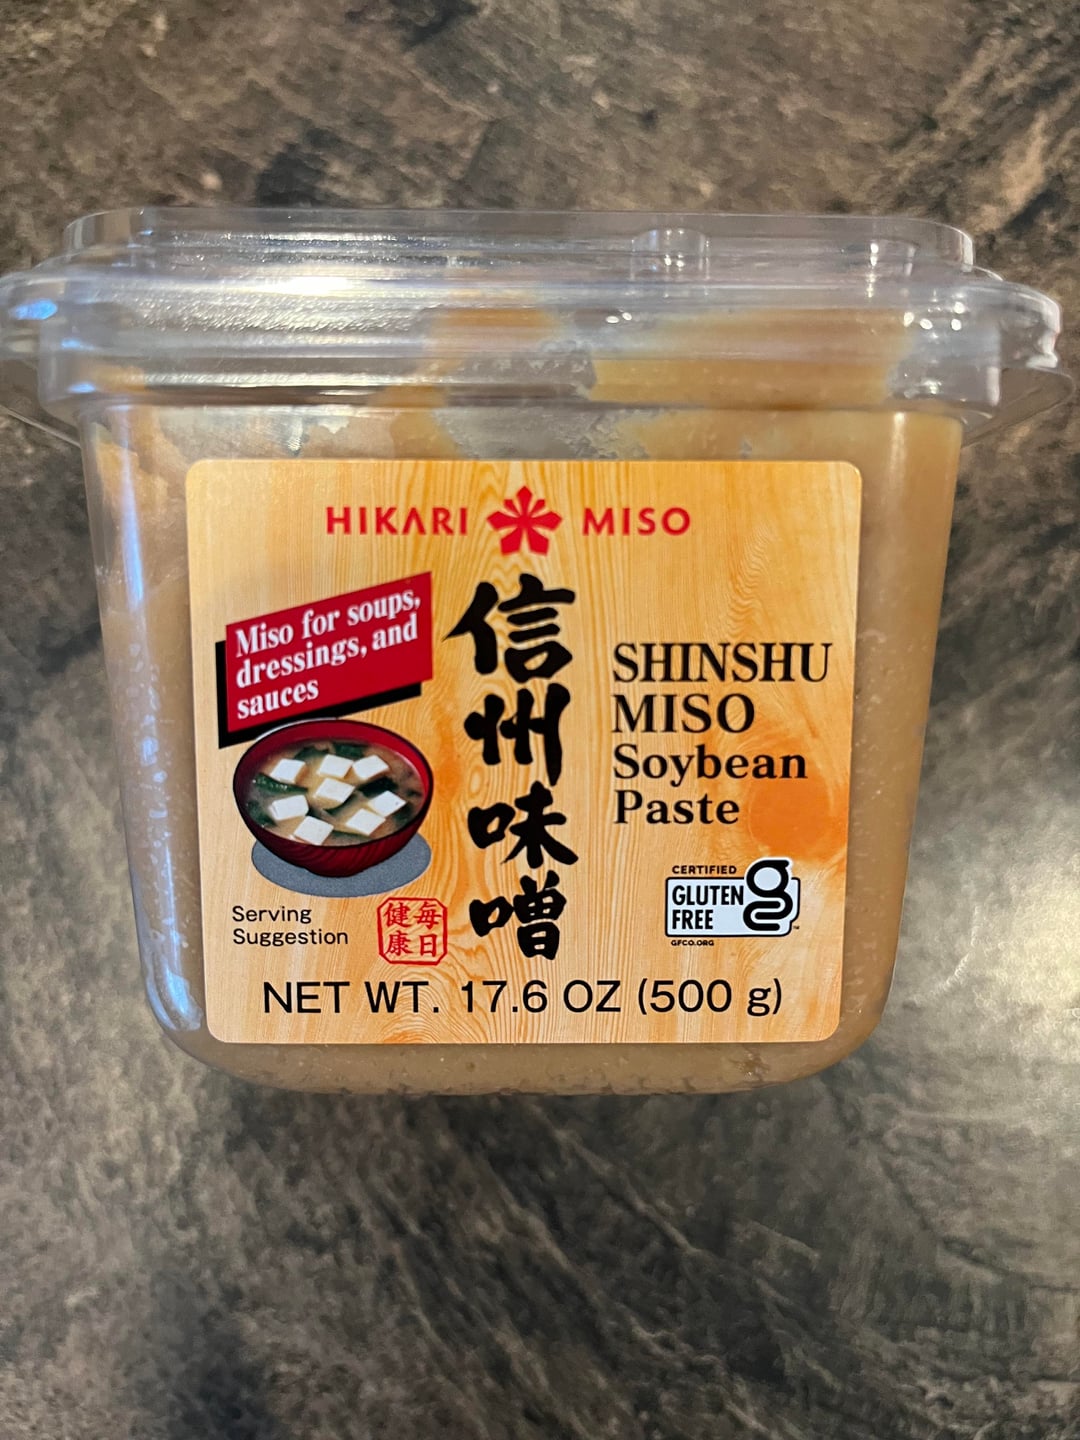 HIKARI MISO
Miso for soups,
dressings, and
sauces
信州味噌
SHINSHU
MISO
Soybean
Paste
CERTIFIED
GLUTEN
FREE
GFCO.ORG
Serving
Suggestion
毎日
健康
NET WT. 17.6 OZ (500 g)